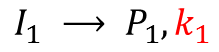 I₁ ⟶ P₁, k₁